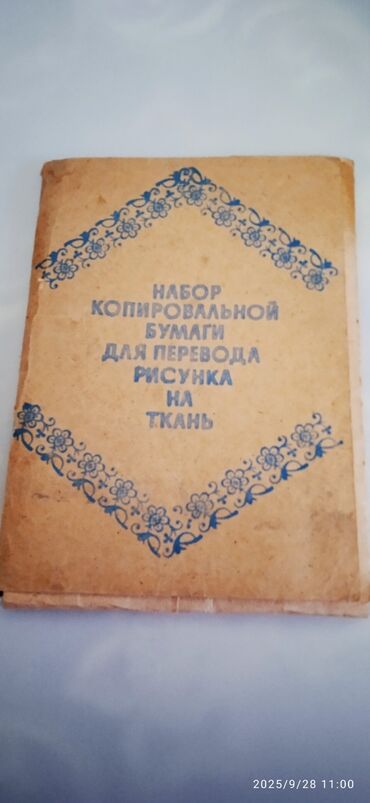 НАБОР
КОПИРОВАЛЬНОЙ
БУМАГИ
ДЛЯ ПЕРЕВОДА
РИСУНКА
НА
ТКАНЬ
2025/9/28 11:00